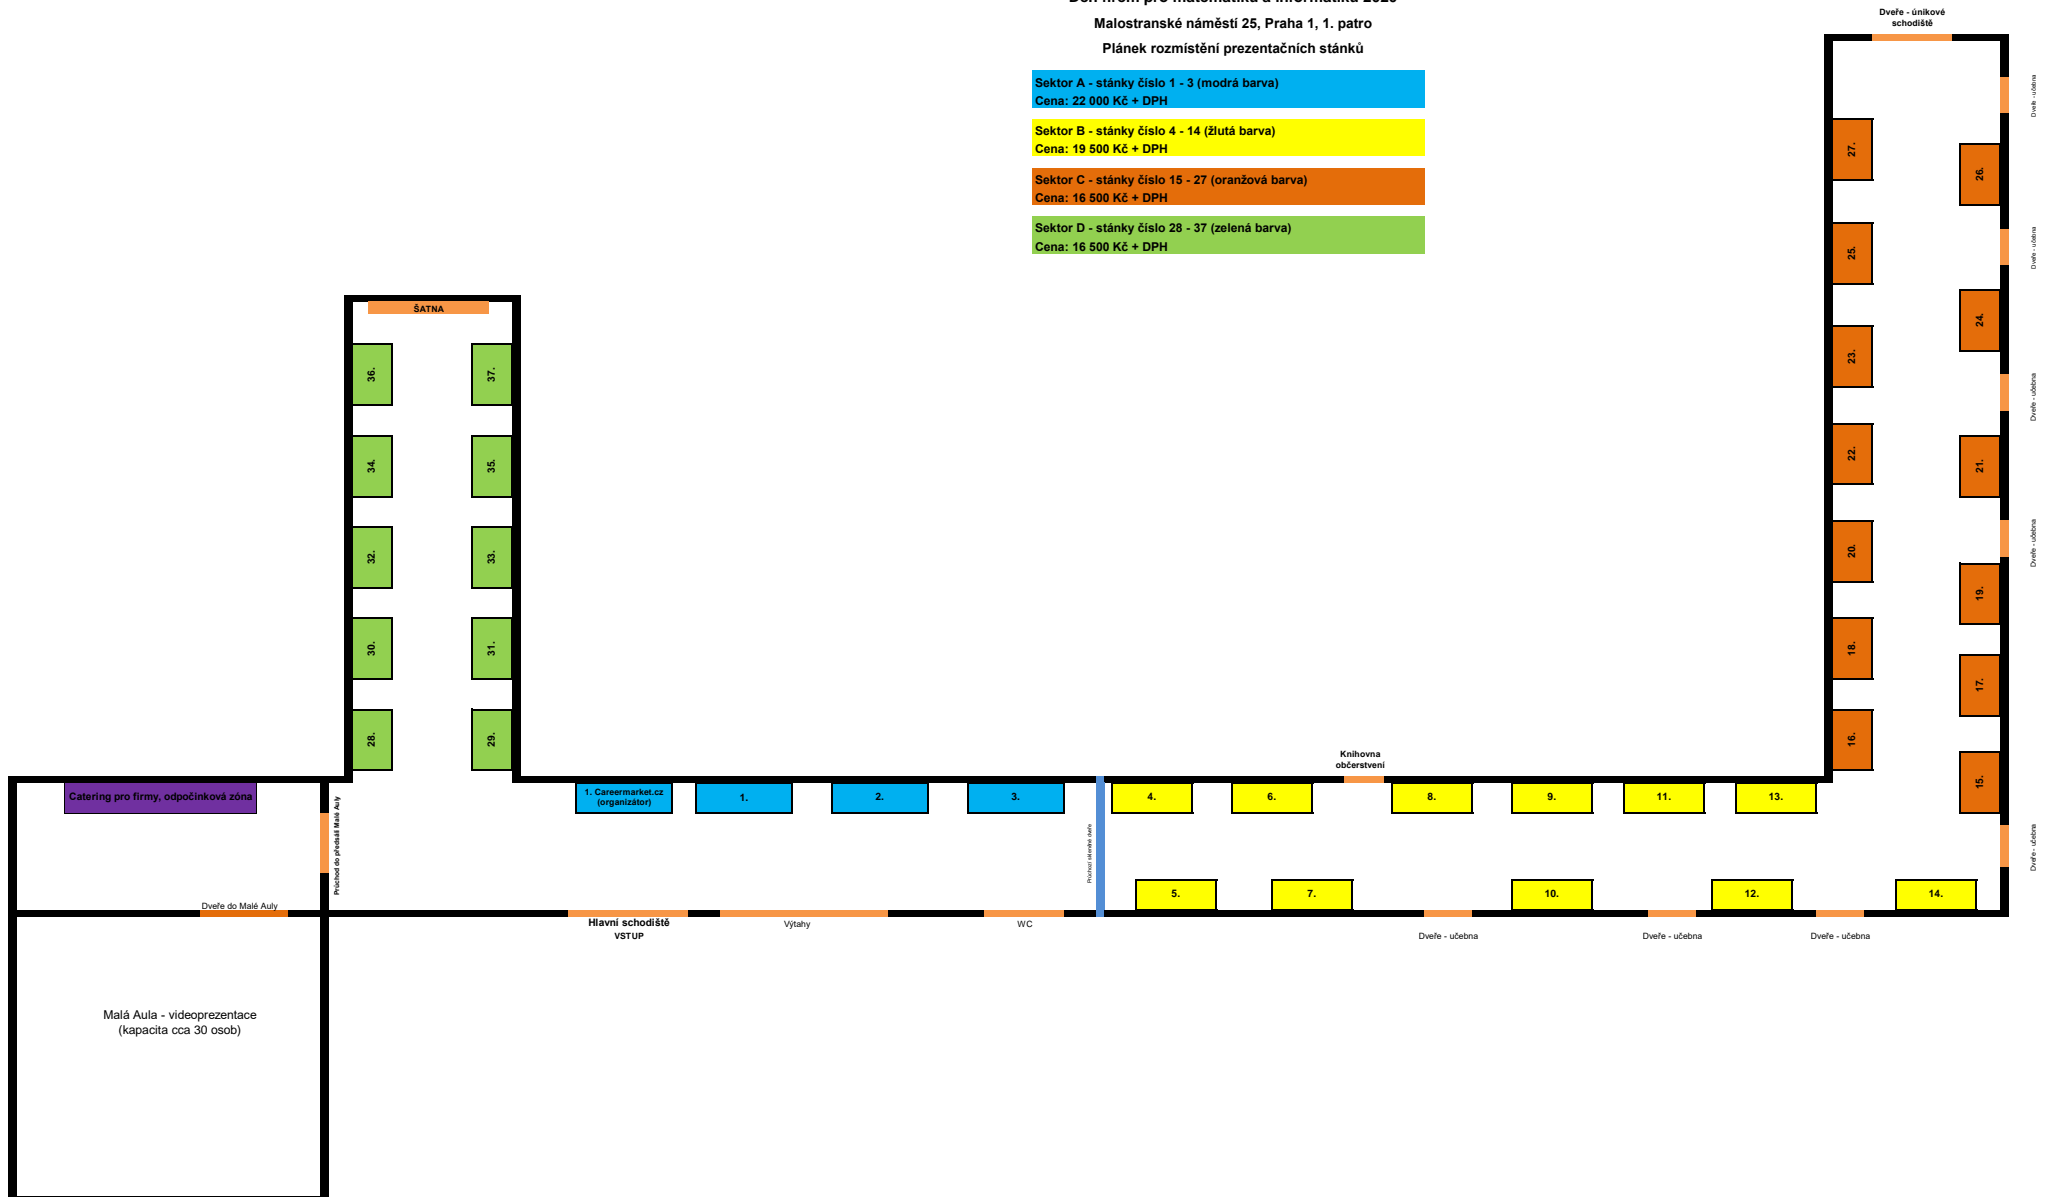 Malostranské náměstí 25, Praha 1, 1. patro
Plánek rozmístění prezentačních stánků
Sektor A - stánky číslo 1 - 3 (modrá barva)
Cena: 22 000 Kč + DPH
Sektor B - stánky číslo 4 - 14 (žlutá barva)
Cena: 19 500 Kč + DPH
Sektor C - stánky číslo 15 - 27 (oranžová barva)
Cena: 16 500 Kč + DPH
Sektor D - stánky číslo 28 - 37 (zelená barva)
Cena: 16 500 Kč + DPH
Dveře - únikové
schodiště
Dveře - učebna
27.
26.
Dveře - učebna
25.
24.
23.
Dveře - učebna
22.
21.
20.
Dveře - učebna
19.
18.
17.
16.
15.
Dveře - učebna
ŠATNA
36.
37.
34.
35.
32.
33.
30.
31.
28.
29.
Catering pro firmy, odpočinková zóna
Průchod do předsálí Malé Auly
1. Careermarket.cz
(organizátor)
1.
2.
3.
Průchozí skleněné dveře
Knihovna
občerstvení
4.
6.
8.
9.
11.
13.
5.
7.
10.
12.
14.
Dveře do Malé Auly
Hlavní schodiště
VSTUP
Výtahy
WC
Dveře - učebna
Dveře - učebna
Dveře - učebna
Malá Aula - videoprezentace
(kapacita cca 30 osob)